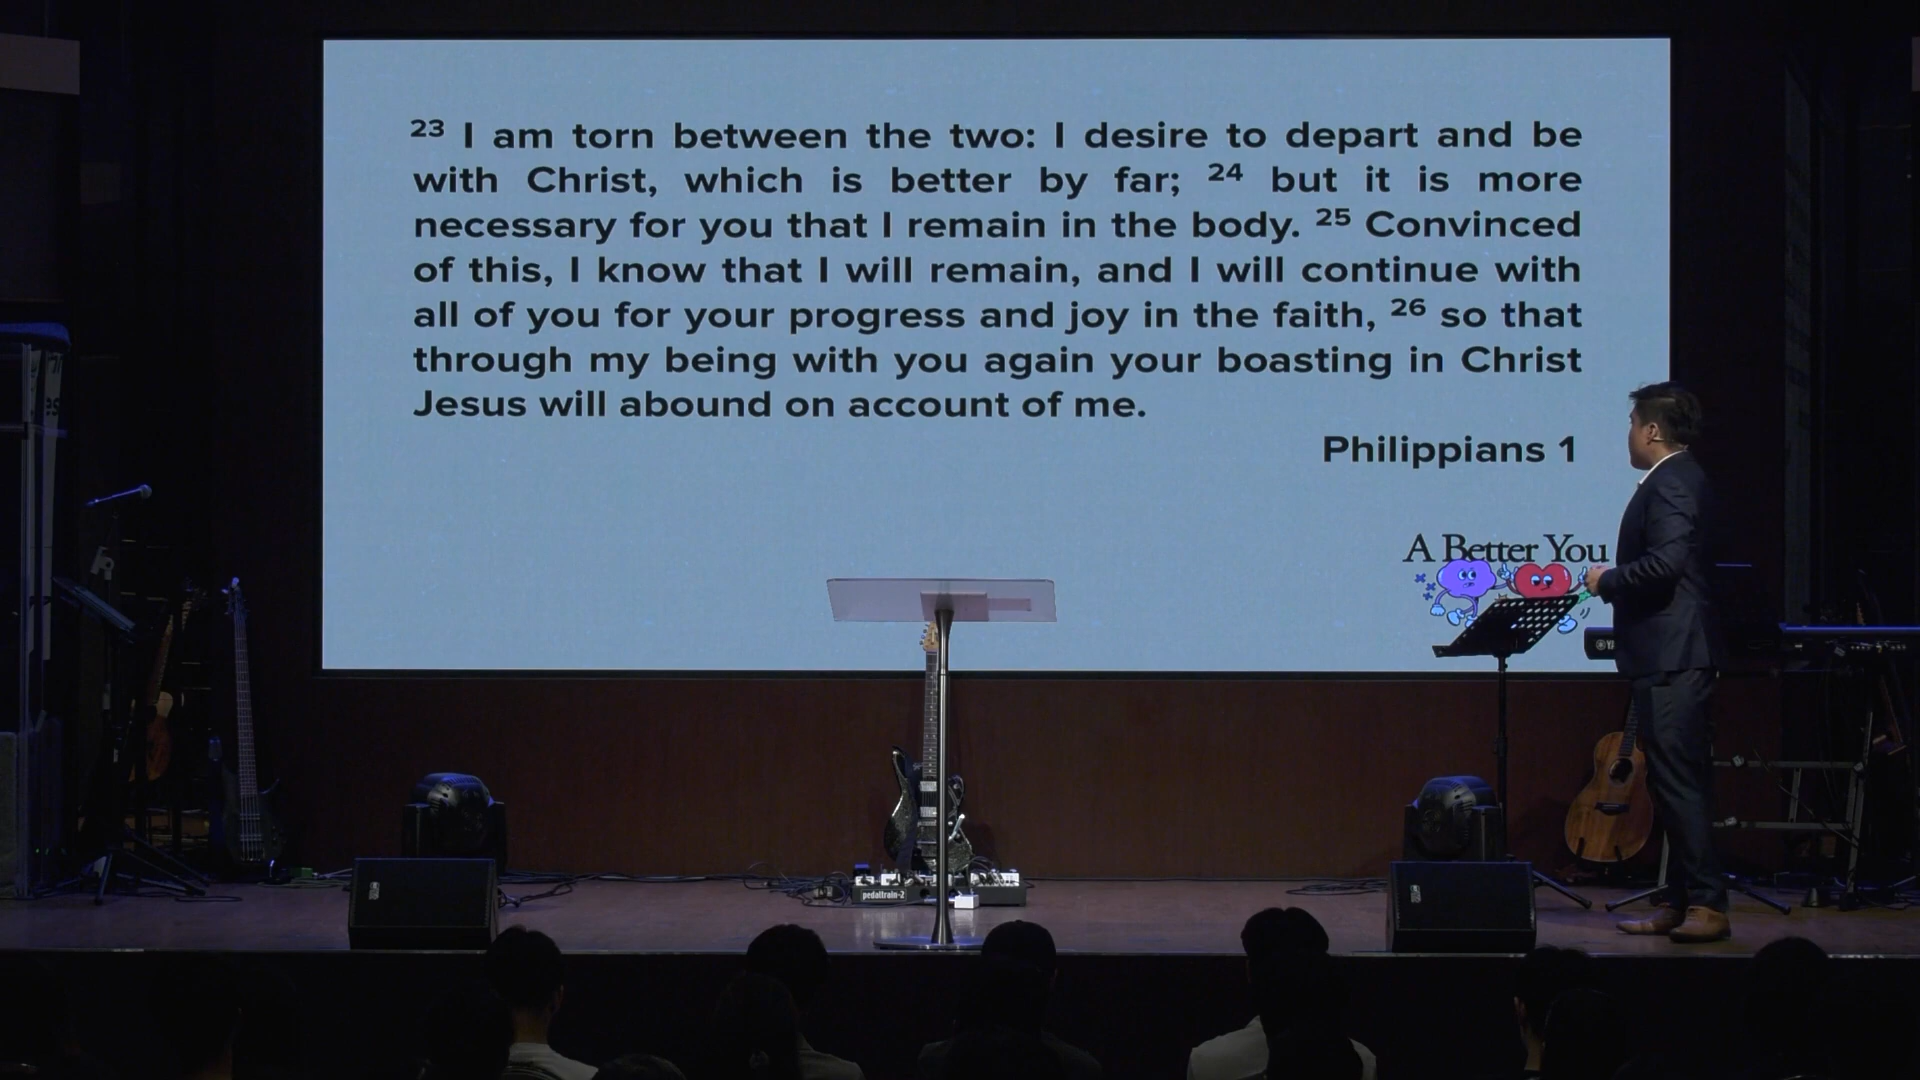 23 I am torn between the two: I desire to depart and be
with Christ, which is better by far; 24 but it is more
necessary for you that I remain in the body. 25 Convinced
of this, I know that I will remain, and I will continue with
all of you for your progress and joy in the faith, 26 so that
through my being with you again your boasting in Christ
Jesus will abound on account of me.
Philippians 1
A Better You
pedaltrain-2